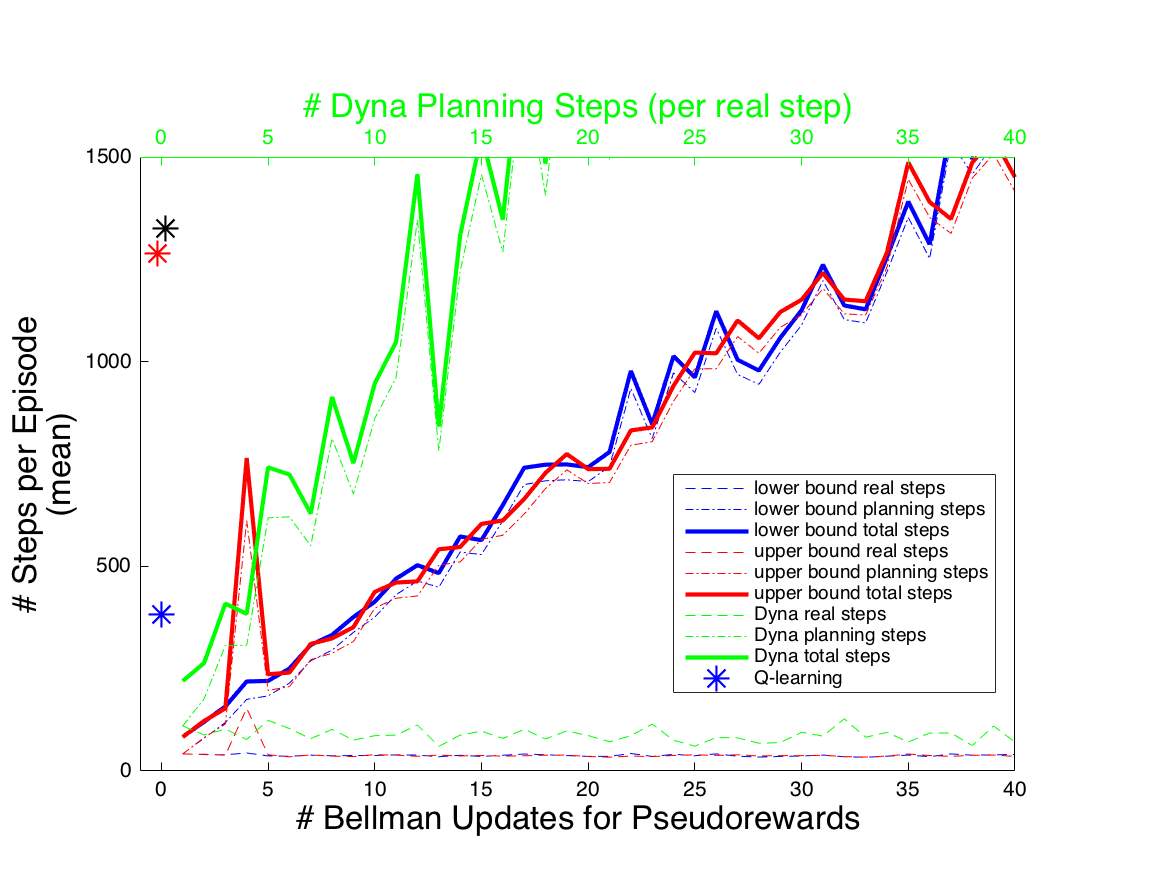 # Dyna Planning Steps (per real step)
0 5 10 15 20 25 30 35 40
1500
1000
500
0
# Steps per Episode
(mean)
lower bound real steps
lower bound planning steps
lower bound total steps
upper bound real steps
upper bound planning steps
upper bound total steps
Dyna real steps
Dyna planning steps
Dyna total steps
Q-learning
0 5 10 15 20 25 30 35 40
# Bellman Updates for Pseudorewards